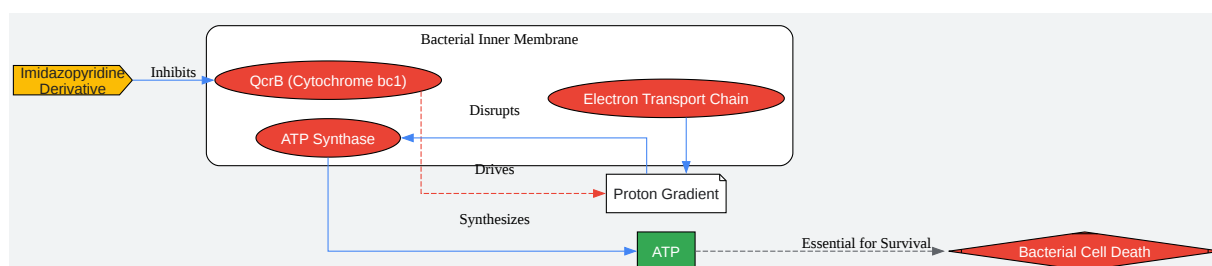 Bacterial Inner Membrane
Imidazopyridine
Derivative
Inhibits
QcrB (Cytochrome bc1)
Electron Transport Chain
Disrupts
ATP Synthase
Drives
Proton Gradient
Synthesizes
ATP
Essential for Survival
Bacterial Cell Death